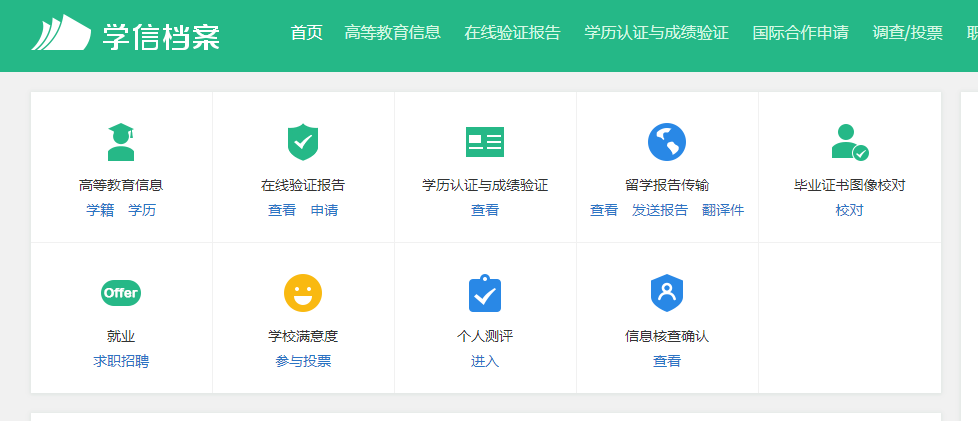 学信档案
首页 高等教育信息 在线验证报告 学历认证与成绩验证 国际合作申请 调查/投票
高等教育信息 在线验证报告 学历认证与成绩验证 留学报告传输 毕业证书图像校对
学籍 学历 查看 申请 查看 查看 发送报告 翻译件 校对
Offer
就业 学校满意度 个人测评 信息核查确认
求职招聘 参与投票 进入 查看